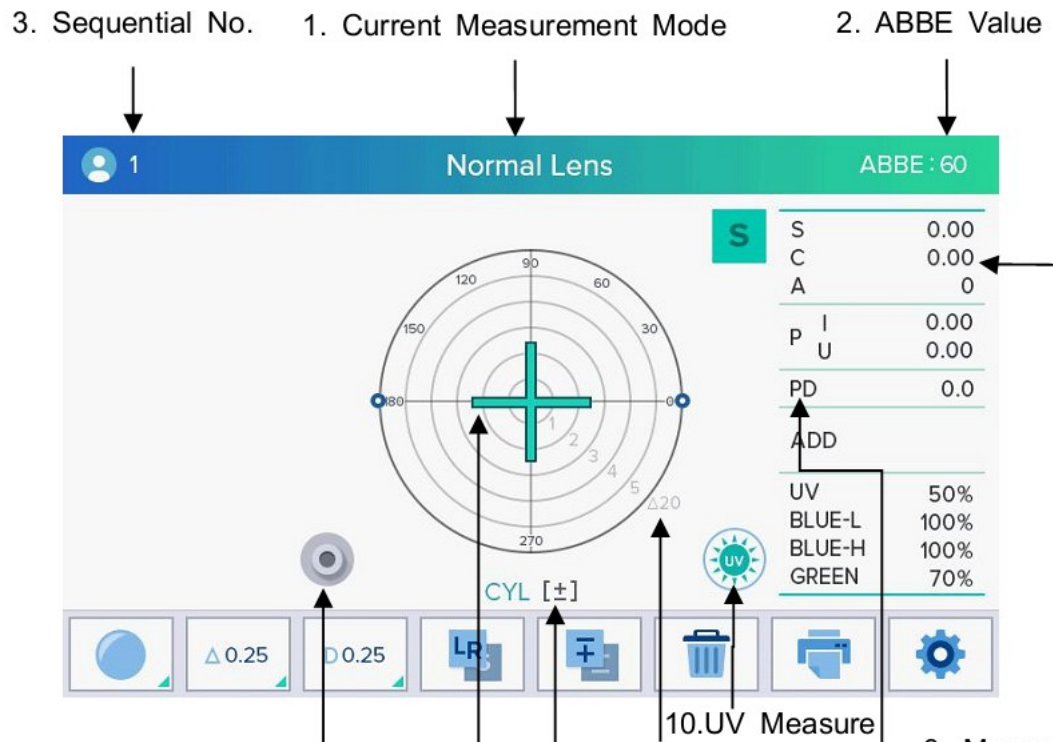 3. Sequential No.
1. Current Measurement Mode
2. ABBE Value
1
Normal Lens
ABBE : 60
S
S 0.00
C 0.00
A 0
P I 0.00
U 0.00
PD 0.0
ADD
UV 50%
BLUE-L 100%
BLUE-H 100%
GREEN 70%
90
120
60
150
30
180
0
1
2
3
4
5
Δ20
270
UV
CYL [±]
Δ 0.25
D 0.25
LR
S
10.UV Measure